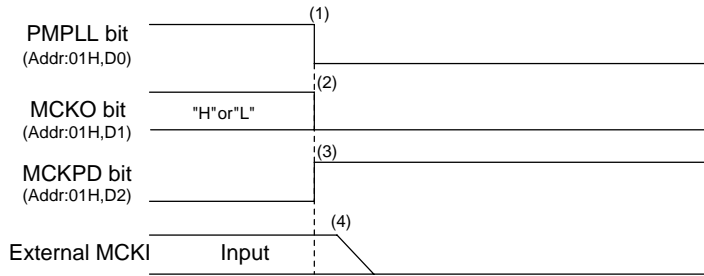 (1)
PMPLL bit
(Addr:01H,D0)
(2)
MCKO bit
"H"or"L"
(Addr:01H,D1)
(3)
MCKPD bit
(Addr:01H,D2)
(4)
External MCKI
Input